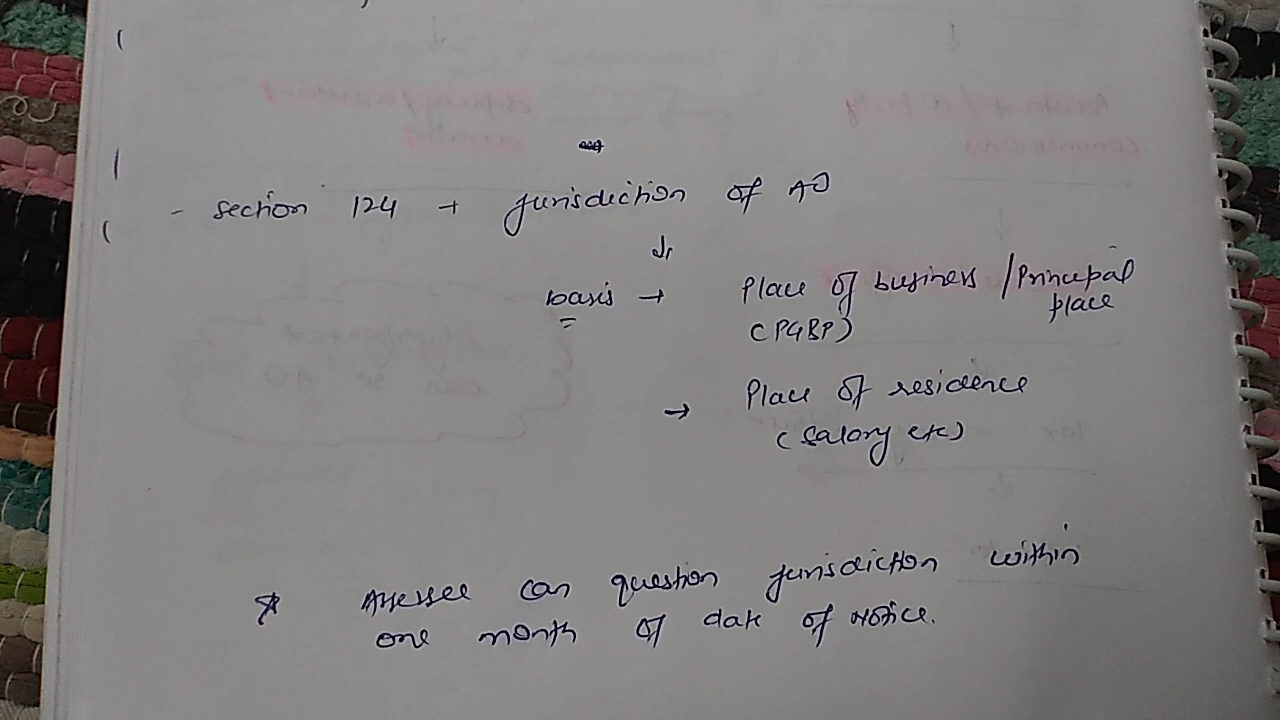 - Section 124 → Jurisdiction of AO
↓
basis → Place of business / Principal place
(PGBP)
→ Place of residence
(salary etc)
* Assessee can question jurisdiction within
one month of date of notice.